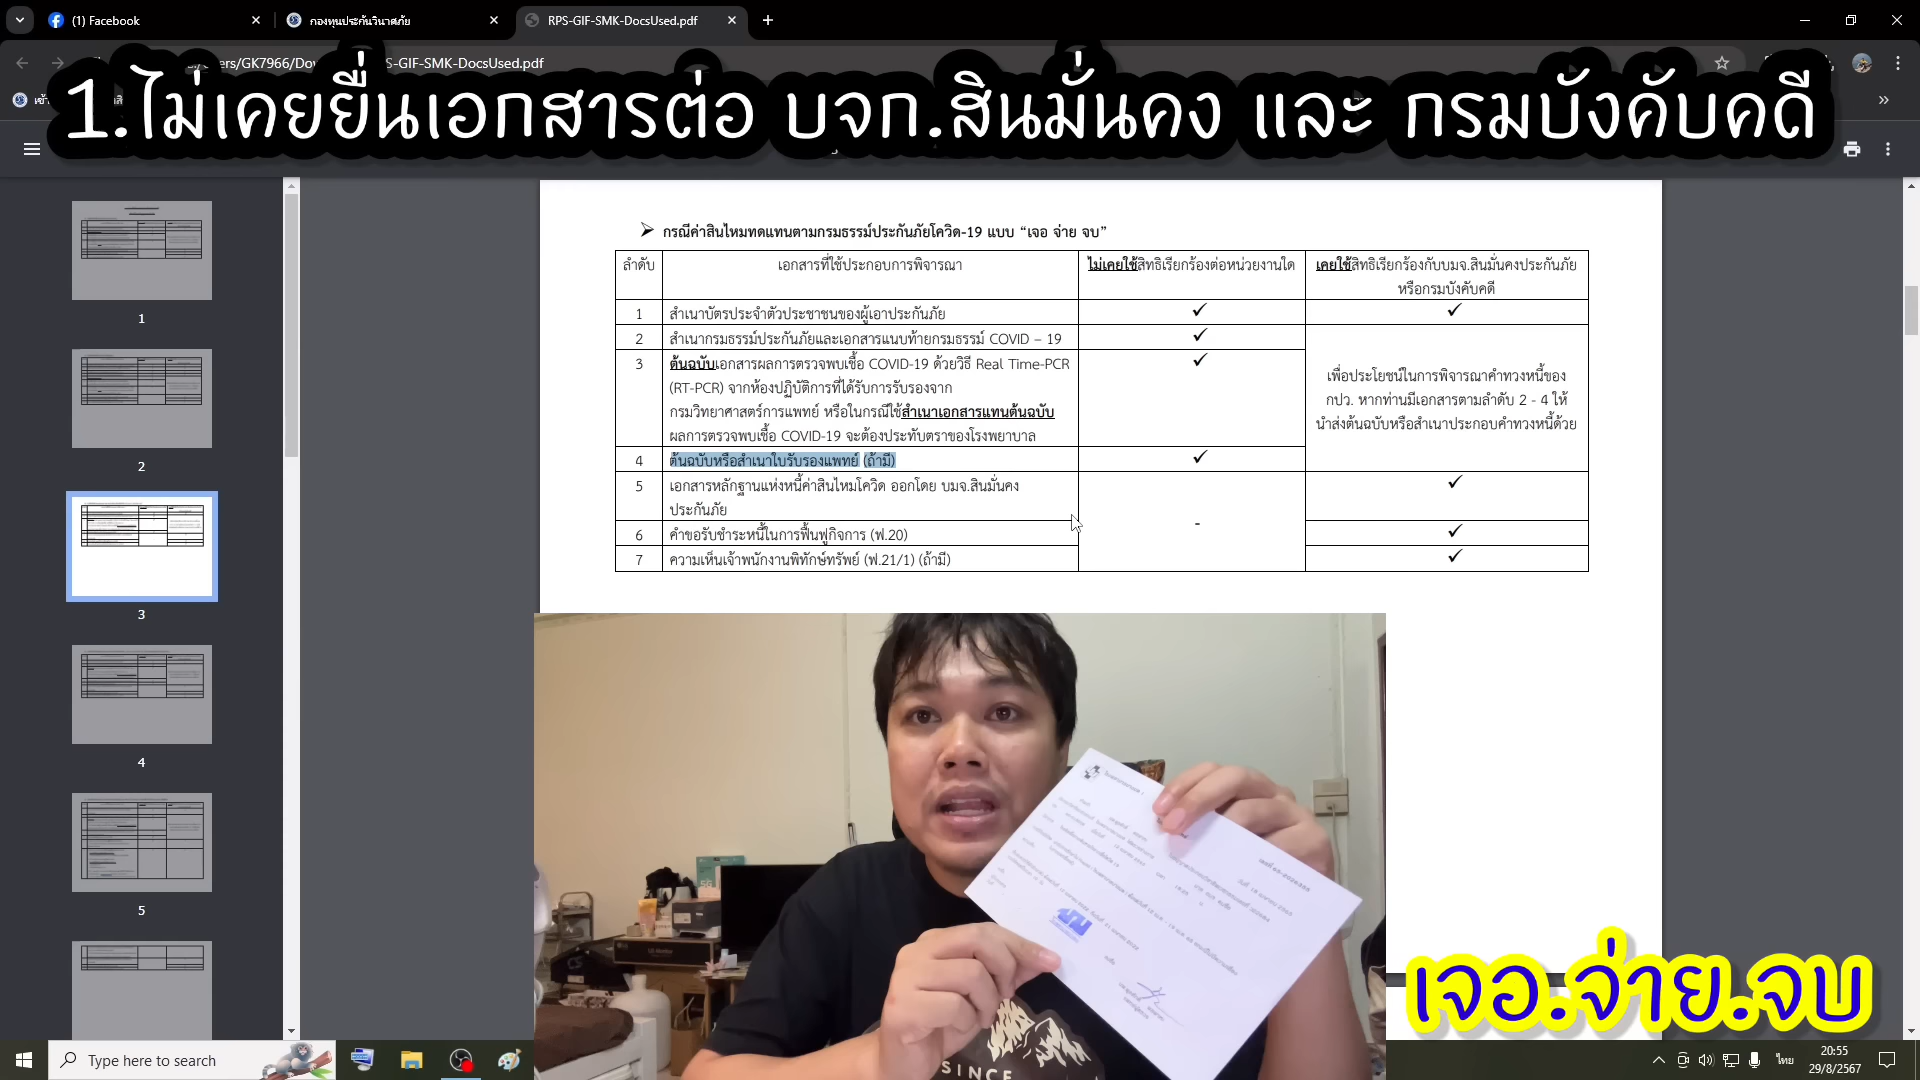 (1) Facebook
กองทุนประกันวินาศภัย
RPS-GIF-SMK-DocsUsed.pdf
1.ไม่เคยยื่นเอกสารต่อ บจก.สินมั่นคง และ กรมบังคับคดี
กรณีค่าสินไหมทดแทนตามกรมธรรม์ประกันภัยโควิด-19 แบบ “เจอ จ่าย จบ”
ลำดับ เอกสารที่ใช้ประกอบการพิจารณา ไม่เคยใช้สิทธิเรียกร้องต่อหน่วยงานใด เคยใช้สิทธิเรียกร้องกับบมจ.สินมั่นคงประกันภัย
หรือกรมบังคับคดี
1 สำเนาบัตรประจำตัวประชาชนของผู้เอาประกันภัย ✓ ✓
2 สำเนากรมธรรม์ประกันภัยและเอกสารแนบท้ายกรมธรรม์ COVID – 19 ✓
3 ต้นฉบับเอกสารผลการตรวจพบเชื้อ COVID-19 ด้วยวิธี Real Time-PCR ✓
(RT-PCR) จากห้องปฏิบัติการที่ได้รับการรับรองจาก
กรมวิทยาศาสตร์การแพทย์ หรือในกรณีใช้สำเนาเอกสารแทนต้นฉบับ
ผลการตรวจพบเชื้อ COVID-19 จะต้องประทับตราของโรงพยาบาล
เพื่อประโยชน์ในการพิจารณาคำทวงหนี้ของ
กปว. หากท่านมีเอกสารตามลำดับ 2 - 4 ให้
นำส่งต้นฉบับหรือสำเนาประกอบคำทวงหนี้ด้วย
4 ต้นฉบับหรือสำเนาใบรับรองแพทย์ (ถ้ามี) ✓
5 เอกสารหลักฐานแห่งหนี้ค่าสินไหมโควิด ออกโดย บมจ.สินมั่นคง ✓
ประกันภัย
-
6 คำขอรับชำระหนี้ในการฟื้นฟูกิจการ (ฟ.20) ✓
7 ความเห็นเจ้าพนักงานพิทักษ์ทรัพย์ (ฟ.21/1) (ถ้ามี) ✓
1
2
3
4
5
SINCE
เจอ.จ่าย.จบ
Type here to search
ไทย
20:55
29/8/2567